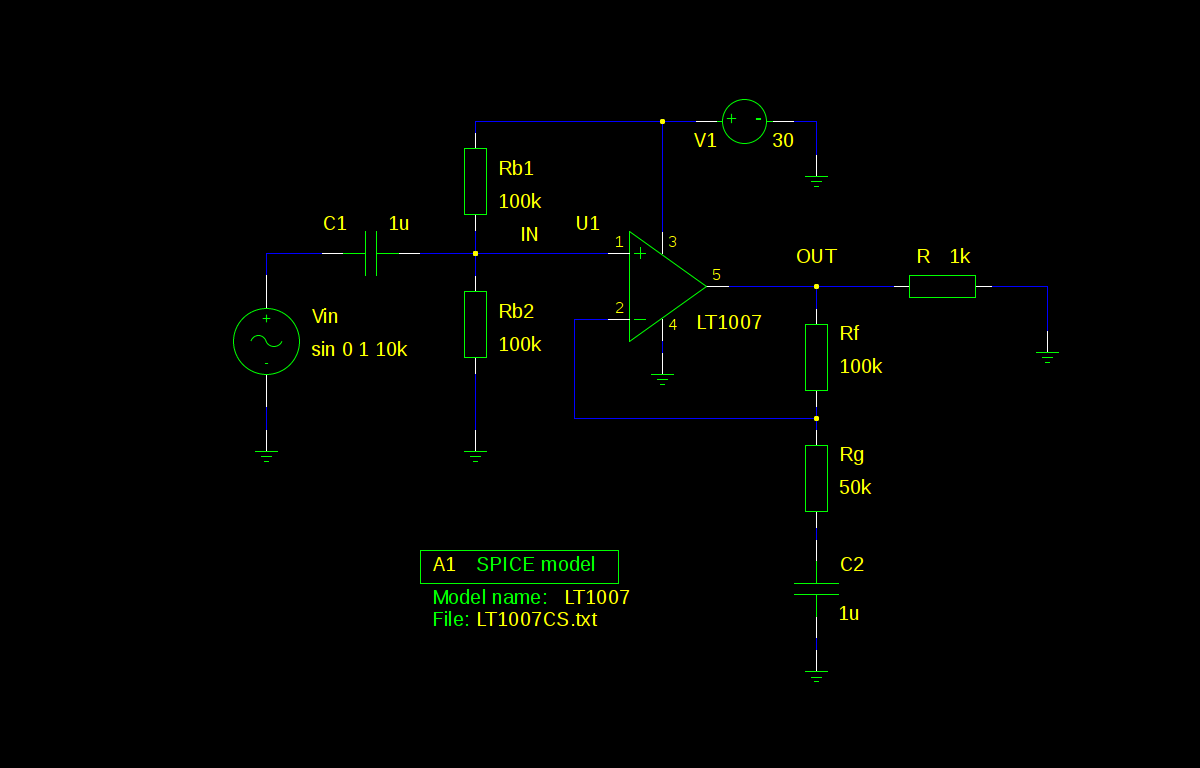 V1 30
Rb1
100k
C1 1u
IN
U1
1
3
2
4
5
LT1007
OUT
R 1k
Vin
sin 0 1 10k
Rb2
100k
Rf
100k
Rg
50k
C2
1u
A1 SPICE model
Model name: LT1007
File: LT1007CS.txt